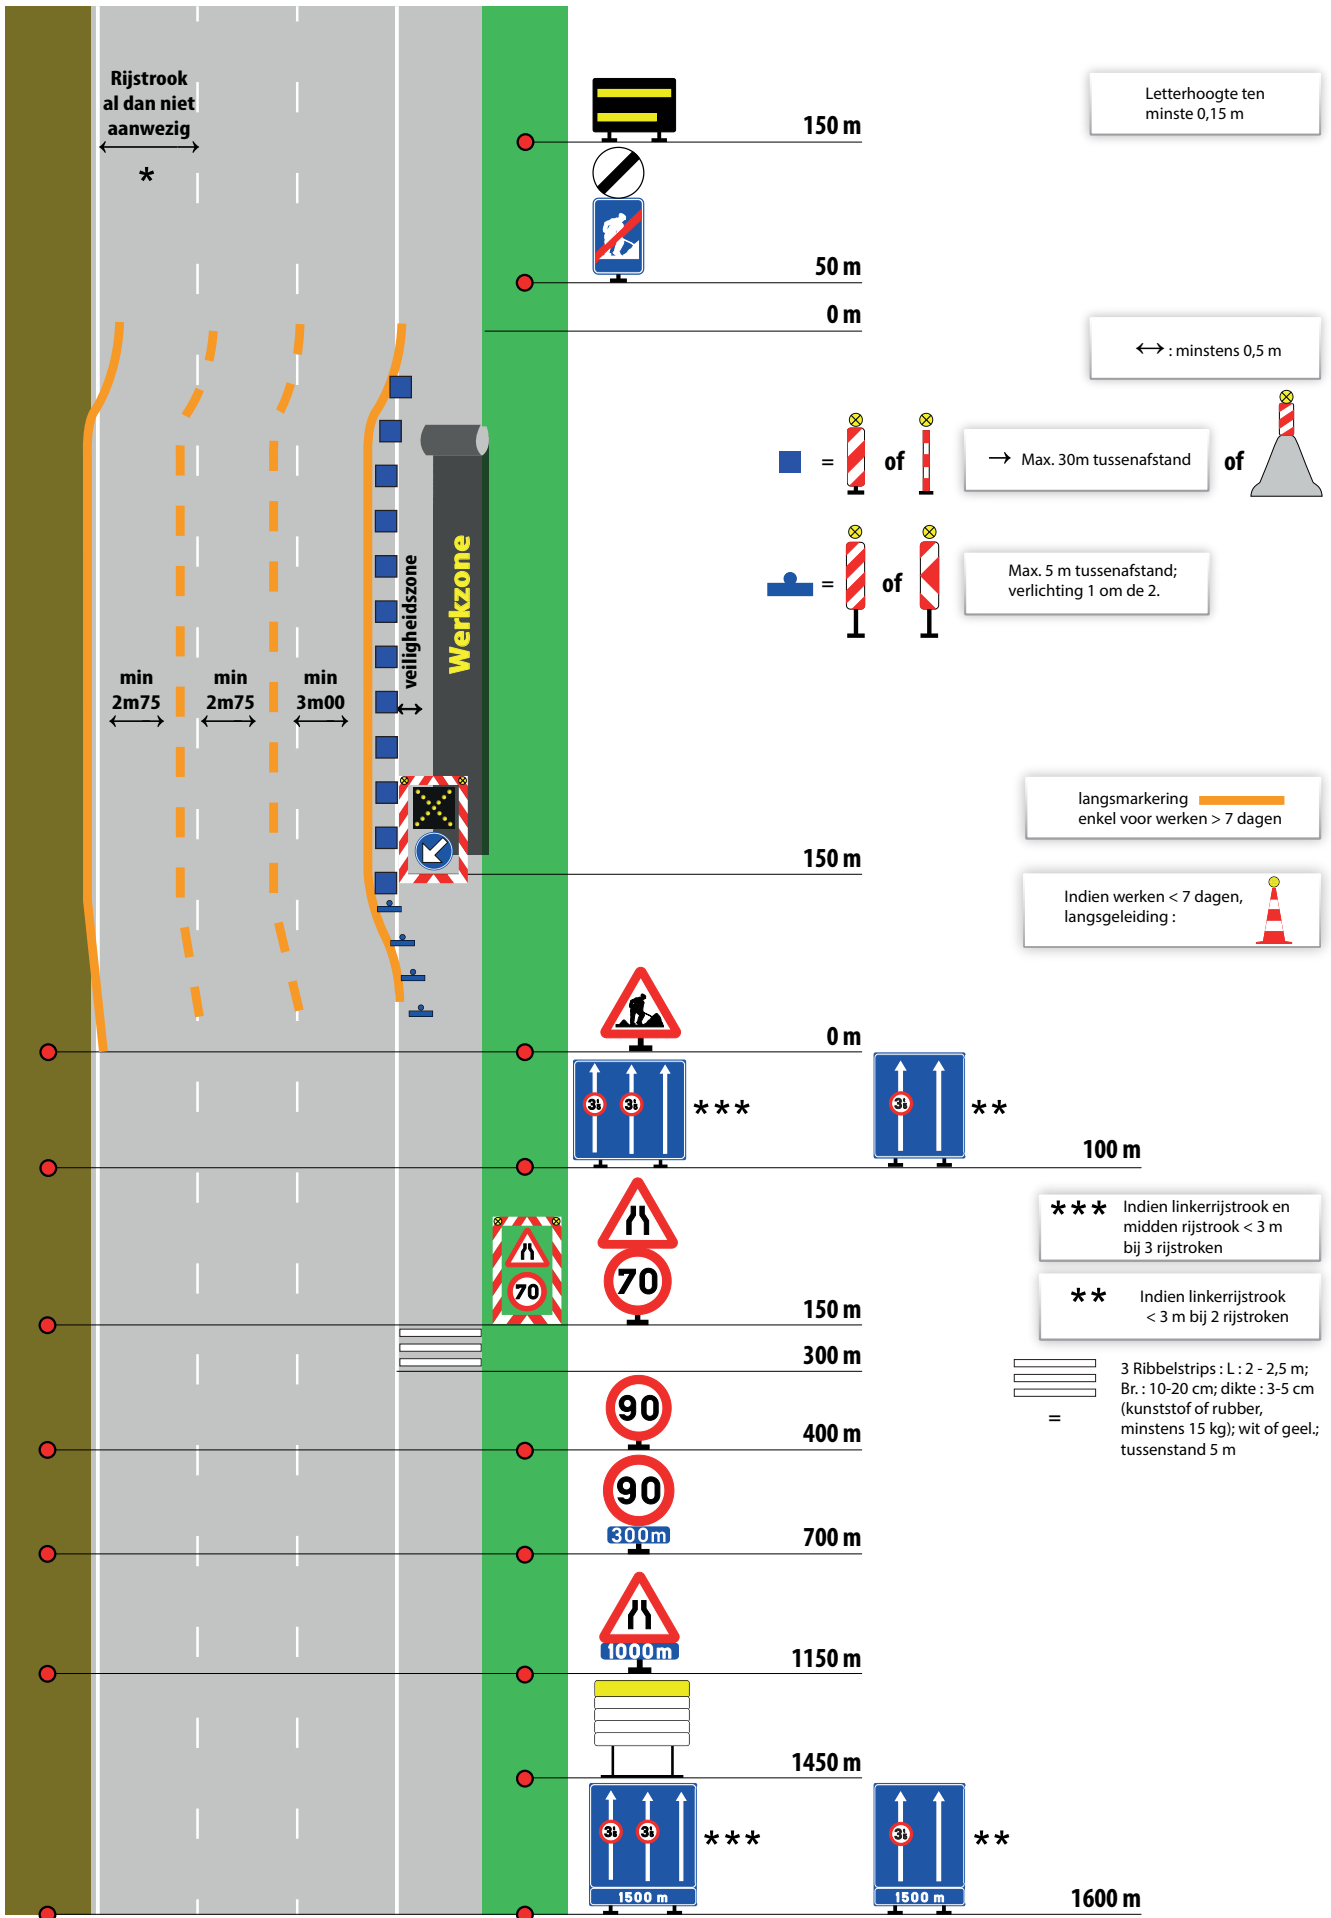 Rijstrook
al dan niet
aanwezig
*
150 m
Letterhoogte ten
minste 0,15 m
50 m
0 m
↔ : minstens 0,5 m
= of → Max. 30m tussenafstand of
= of Max. 5 m tussenafstand;
verlichting 1 om de 2.
Werkzone
veiligheidszone
min
2m75
min
2m75
min
3m00
langsmarkering
enkel voor werken > 7 dagen
150 m
Indien werken < 7 dagen,
langsgeleiding :
0 m
***
**
100 m
70
70
150 m
*** Indien linkerrijstrook en
midden rijstrook < 3 m
bij 3 rijstroken
** Indien linkerrijstrook
< 3 m bij 2 rijstroken
300 m
3 Ribbelstrips : L : 2 - 2,5 m;
Br. : 10-20 cm; dikte : 3-5 cm
(kunststof of rubber,
= minstens 15 kg); wit of geel.;
tussenstand 5 m
90
400 m
90
300m
700 m
1000m
1150 m
1450 m
***
**
1500 m
1500 m
1600 m